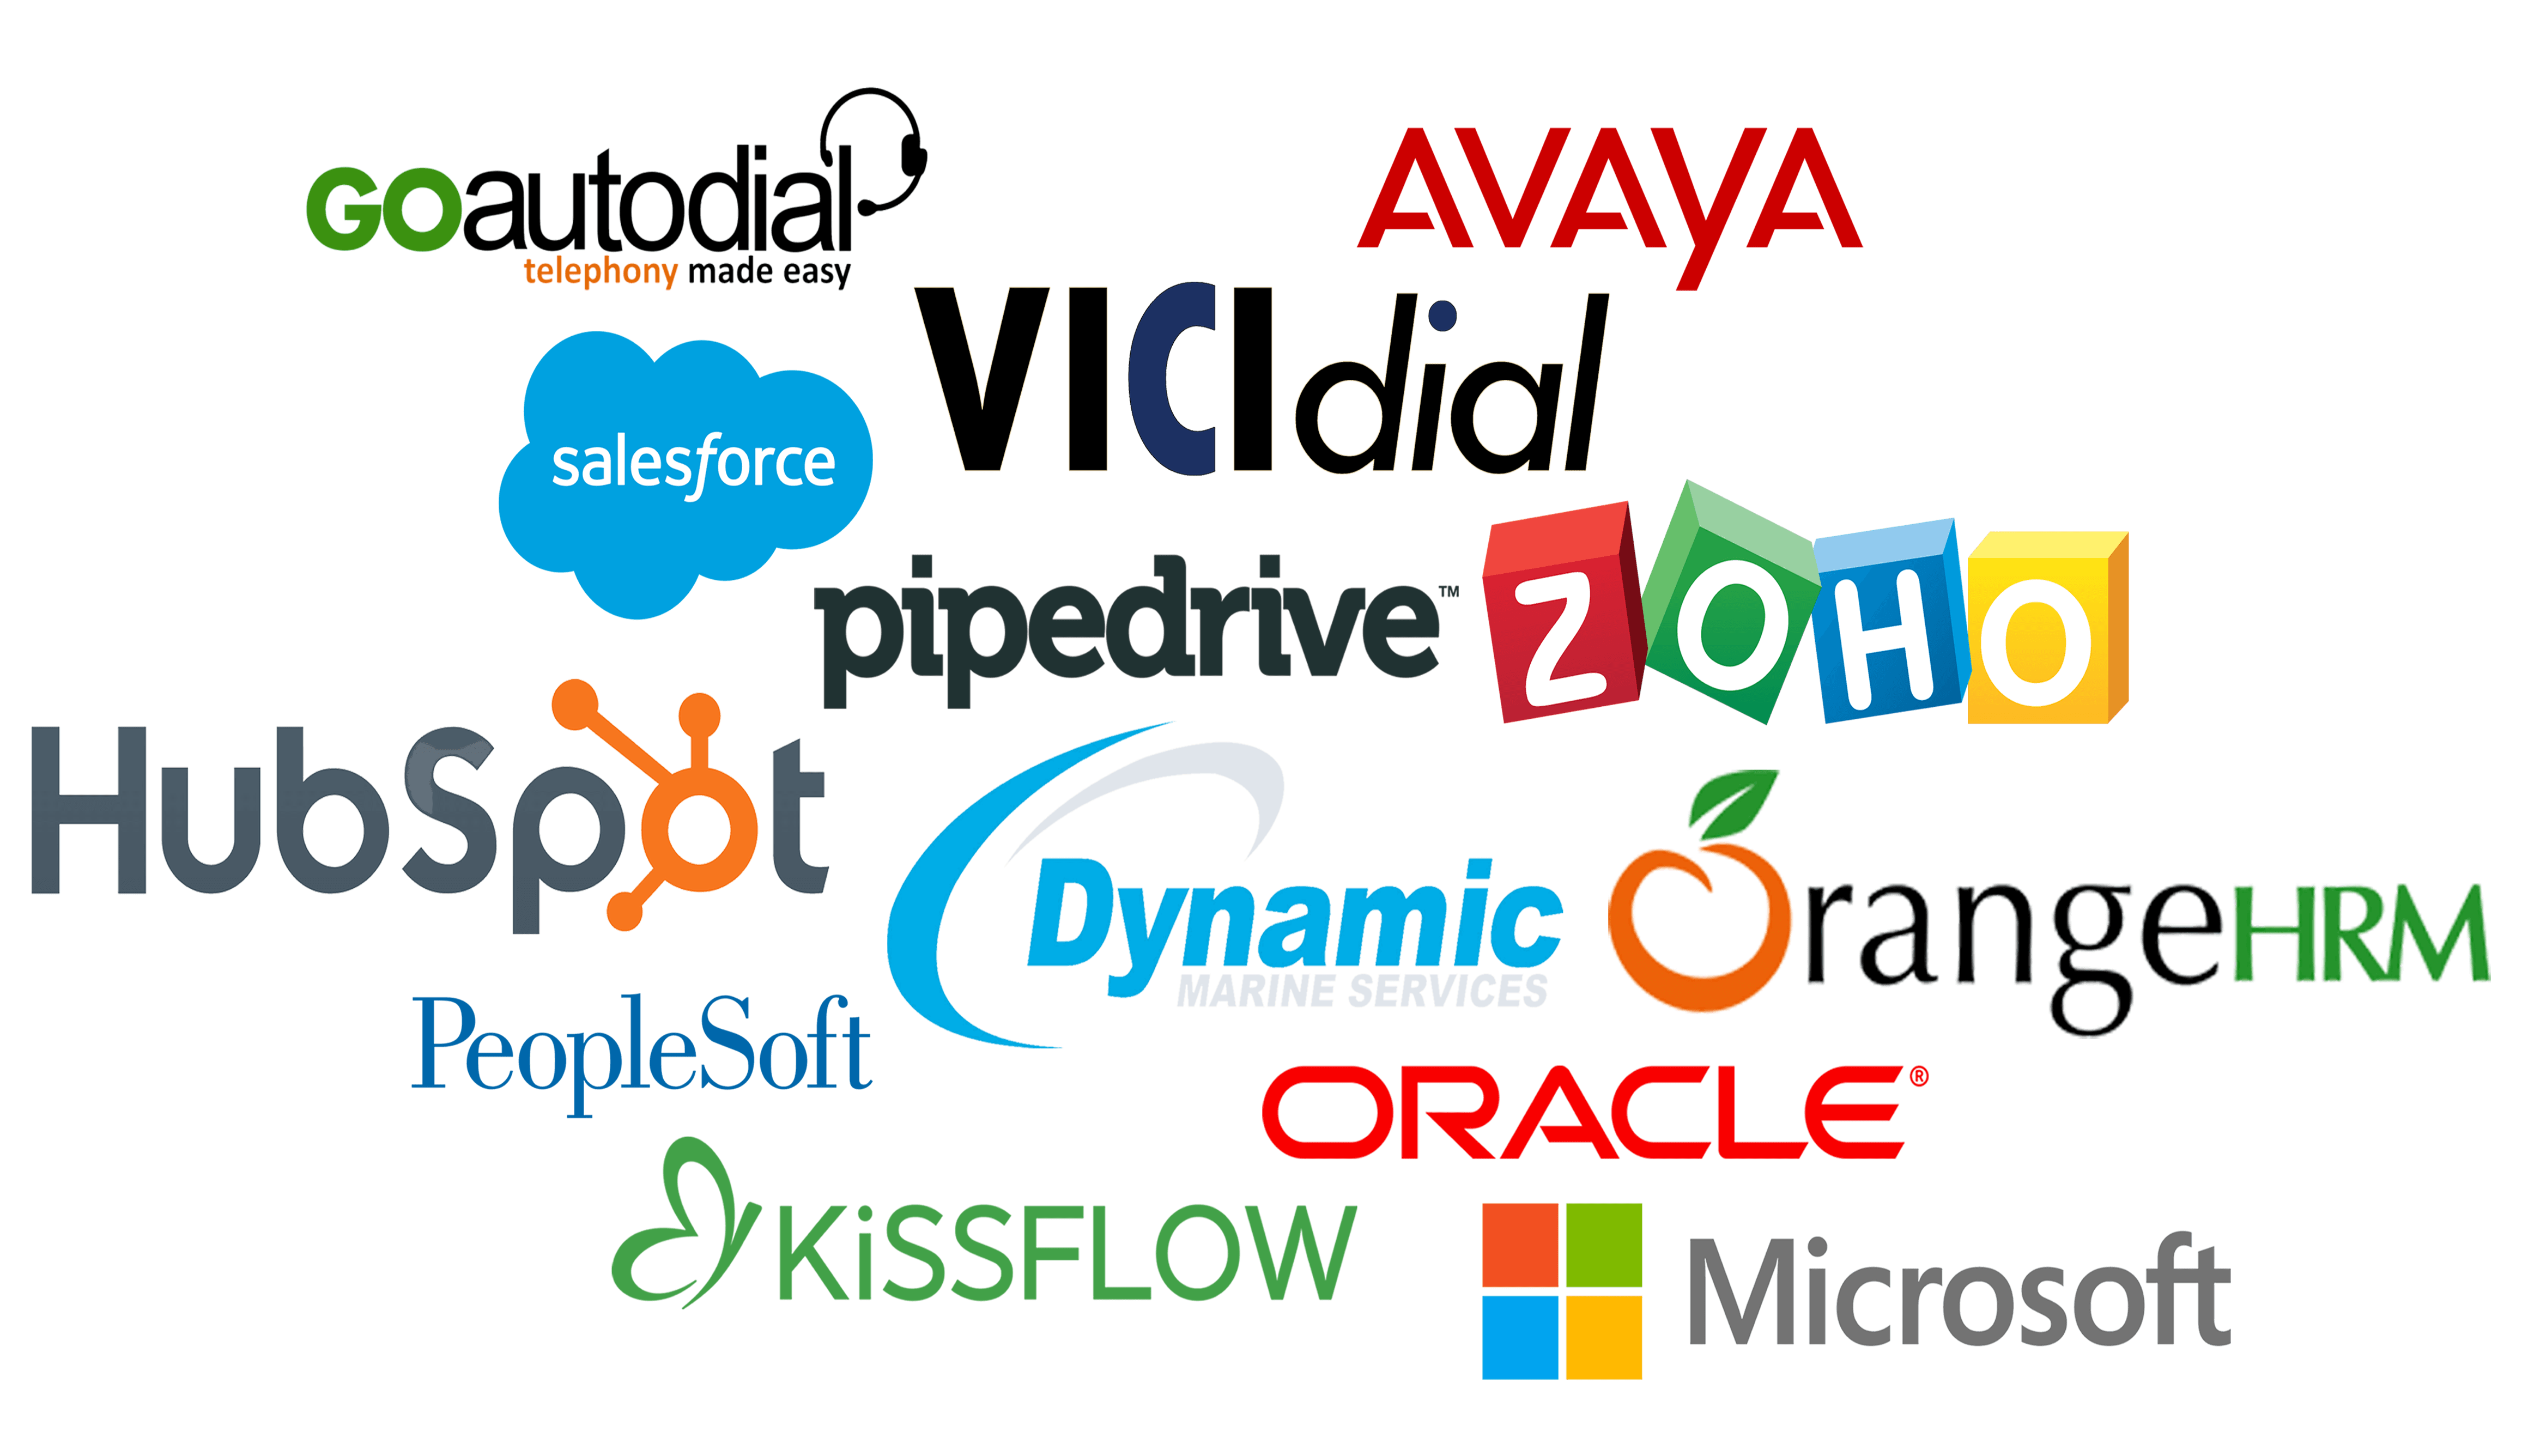 GOautodial
telephony made easy
AVAYA
VICIdial
salesforce
pipedrive™
ZOHO
HubSpot
Dynamic
MARINE SERVICES
OrangeHRM
PeopleSoft
ORACLE®
KiSSFLOW
Microsoft